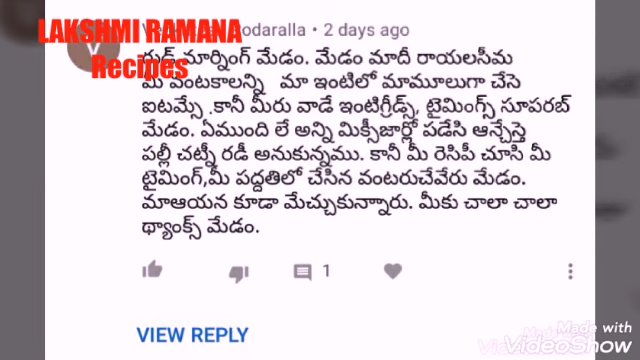 LAKSHMI RAMANA
Recipes
odaralla • 2 days ago
గుడ్ మార్నింగ్ మేడం. మేడం మాదీ రాయలసీమ
మీ వంటకాలన్ని మా ఇంటిలో మామూలుగా చేసె
ఐటమ్సే .కానీ మీరు వాడే ఇంటిగ్రీడ్స్, టైమింగ్స్ సూపరబ్
మేడం. ఏముంది లే అన్ని మిక్సీజార్లో పడేసి ఆన్చేస్తె
పల్లీ చట్నీ రడీ అనుకున్నము. కానీ మీ రెసిపీ చూసి మీ
టైమింగ్,మీ పద్దతిలో చేసిన వంటరుచేవేరు మేడం.
మాఆయన కూడా మేచ్చుకున్నారు. మీకు చాలా చాలా
థ్యాంక్స్ మేడం.
1
VIEW REPLY
Made with
VideoShow